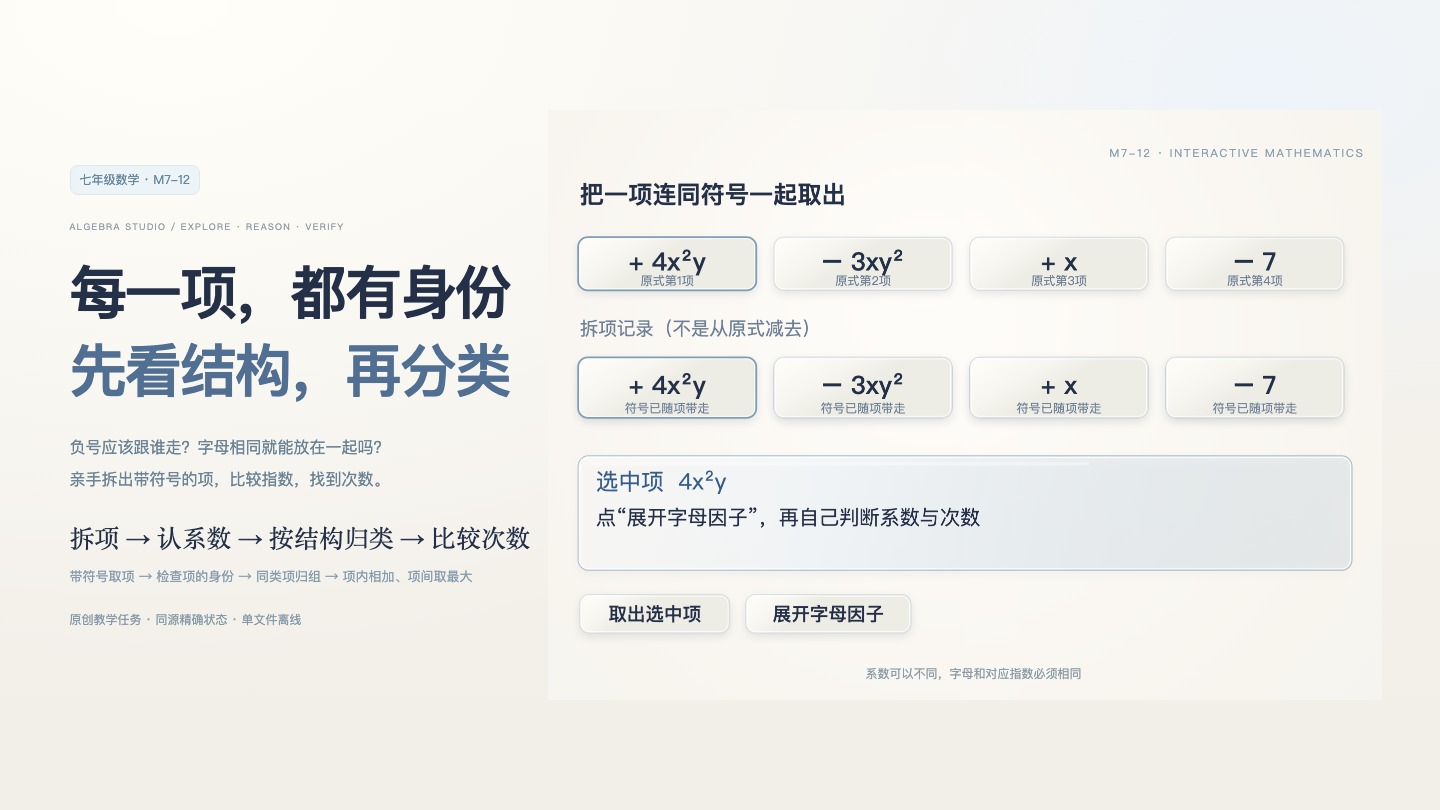 七年级数学 · M7–12
ALGEBRA STUDIO / EXPLORE · REASON · VERIFY
每一项，都有身份
先看结构，再分类
负号应该跟谁走？字母相同就能放在一起吗？
亲手拆出带符号的项，比较指数，找到次数。
拆项 → 认系数 → 按结构归类 → 比较次数
带符号取项 → 检查项的身份 → 同类项归组 → 项内相加、项间取最大
原创教学任务 · 同源精确状态 · 单文件离线
M7–12 · INTERACTIVE MATHEMATICS
把一项连同符号一起取出
+ 4x²y − 3xy² + x − 7
原式第1项 原式第2项 原式第3项 原式第4项
拆项记录（不是从原式减去）
+ 4x²y − 3xy² + x − 7
符号已随项带走 符号已随项带走 符号已随项带走 符号已随项带走
选中项 4x²y
点“展开字母因子”，再自己判断系数与次数
取出选中项 展开字母因子
系数可以不同，字母和对应指数必须相同